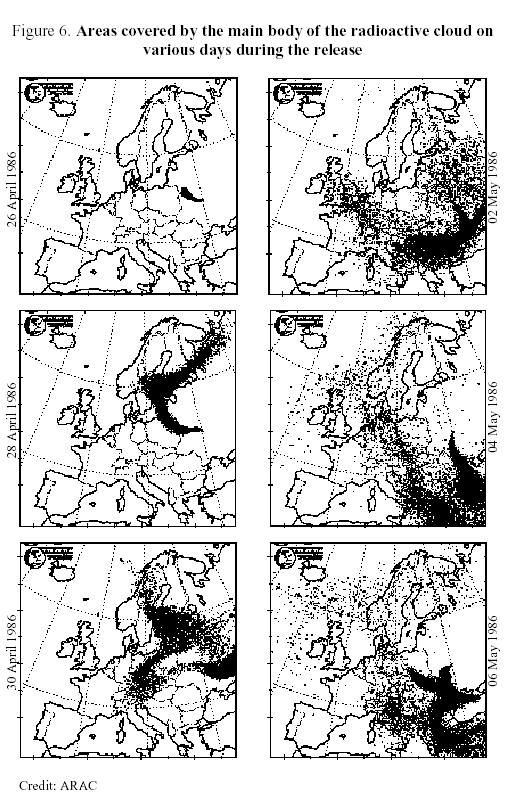 Figure 6. Areas covered by the main body of the radioactive cloud on
various days during the release
26 April 1986
02 May 1986
28 April 1986
04 May 1986
30 April 1986
06 May 1986
Credit: ARAC